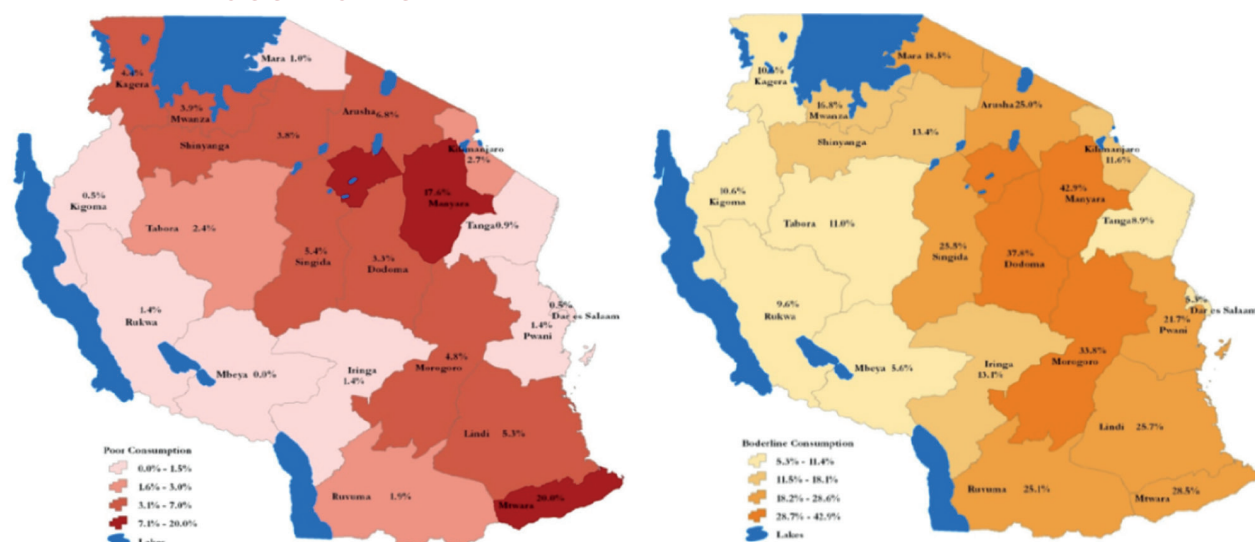 Mara 1.0%
4.4%
Kagera
3.9%
Mwanza
Arusha 6.8%
3.8%
Shinyanga
Kilimanjaro
2.7%
0.5%
Kigoma
17.6%
Manyara
Tabora 2.4%
Tanga 0.9%
5.4%
Singida
3.3%
Dodoma
1.4%
Rukwa
0.5%
Dar es Salaam
1.4%
Pwani
Mbeya 0.0%
Iringa
1.4%
4.8%
Morogoro
Lindi 5.3%
Ruvuma 1.9%
20.0%
Mtwara
Poor Consumption
0.0% - 1.5%
1.6% - 3.0%
3.1% - 7.0%
7.1% - 20.0%
Lakes
Mara 18.5%
Kagera
16.8%
Mwanza
Arusha 25.0%
13.4%
Shinyanga
Kilimanjaro
11.6%
10.6%
Kigoma
42.9%
Manyara
Tabora 11.0%
Tanga 8.9%
25.5%
Singida
Dodoma
9.6%
Rukwa
5.3%
Dar es Salaam
21.7%
Pwani
Mbeya 5.6%
Iringa
13.1%
33.8%
Morogoro
Lindi 25.7%
Ruvuma 25.1%
28.5%
Mtwara
Boderline Consumption
5.3% - 11.4%
11.5% - 18.1%
18.2% - 28.6%
28.7% - 42.9%
Lakes